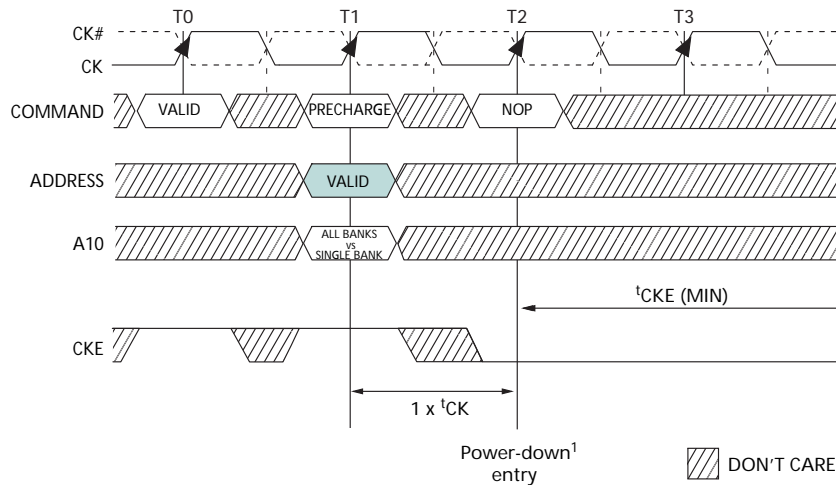 T0 T1 T2 T3
CK#
CK
COMMAND VALID PRECHARGE NOP
ADDRESS VALID
A10 ALL BANKS
vs
SINGLE BANK
tCKE (MIN)
CKE
1 x tCK
Power-down1
entry
DON'T CARE